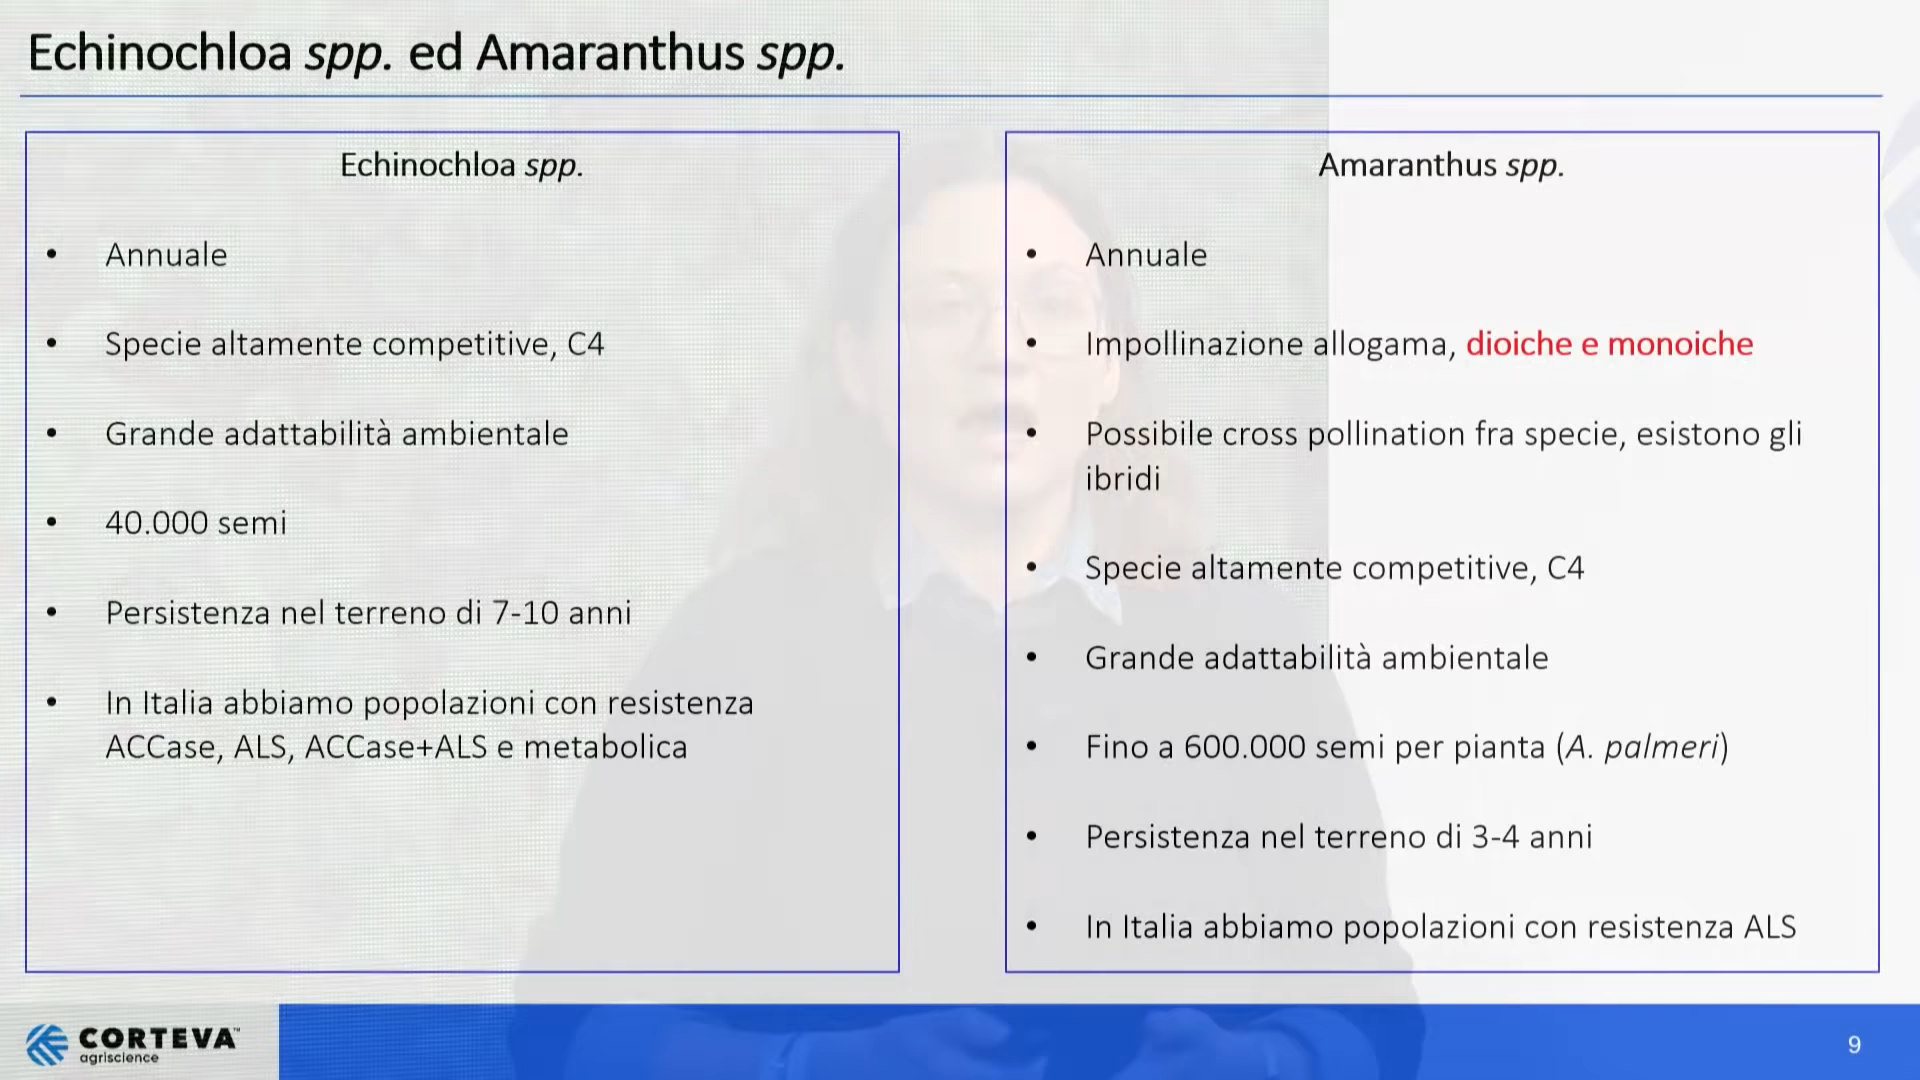 Echinochloa spp. ed Amaranthus spp.
Echinochloa spp.
• Annuale
• Specie altamente competitive, C4
• Grande adattabilità ambientale
• 40.000 semi
• Persistenza nel terreno di 7-10 anni
• In Italia abbiamo popolazioni con resistenza
ACCase, ALS, ACCase+ALS e metabolica
Amaranthus spp.
• Annuale
• Impollinazione allogama, dioiche e monoiche
• Possibile cross pollination fra specie, esistono gli
ibridi
• Specie altamente competitive, C4
• Grande adattabilità ambientale
• Fino a 600.000 semi per pianta (A. palmeri)
• Persistenza nel terreno di 3-4 anni
• In Italia abbiamo popolazioni con resistenza ALS
CORTEVA™
agriscience
9